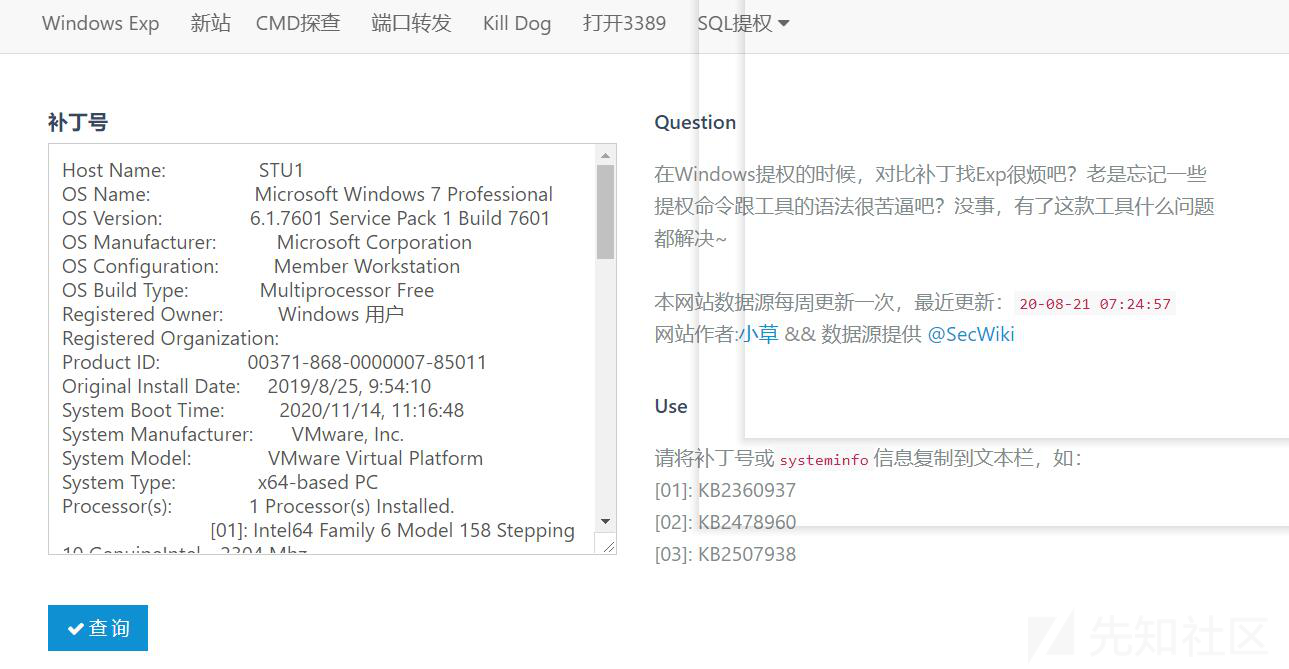 Windows Exp 新站 CMD探查 端口转发 Kill Dog 打开3389 SQL提权
补丁号
Host Name: STU1
OS Name: Microsoft Windows 7 Professional
OS Version: 6.1.7601 Service Pack 1 Build 7601
OS Manufacturer: Microsoft Corporation
OS Configuration: Member Workstation
OS Build Type: Multiprocessor Free
Registered Owner: Windows 用户
Registered Organization:
Product ID: 00371-868-0000007-85011
Original Install Date: 2019/8/25, 9:54:10
System Boot Time: 2020/11/14, 11:16:48
System Manufacturer: VMware, Inc.
System Model: VMware Virtual Platform
System Type: x64-based PC
Processor(s): 1 Processor(s) Installed.
[01]: Intel64 Family 6 Model 158 Stepping
10 GenuineIntel ~2304 Mhz
查询
Question
在Windows提权的时候，对比补丁找Exp很烦吧？老是忘记一些
提权命令跟工具的语法很苦逼吧？没事，有了这款工具什么问题
都解决~
本网站数据源每周更新一次，最近更新： 20-08-21 07:24:57
网站作者:小草 && 数据源提供 @SecWiki
Use
请将补丁号或 systeminfo 信息复制到文本栏，如：
[01]: KB2360937
[02]: KB2478960
[03]: KB2507938
先知社区